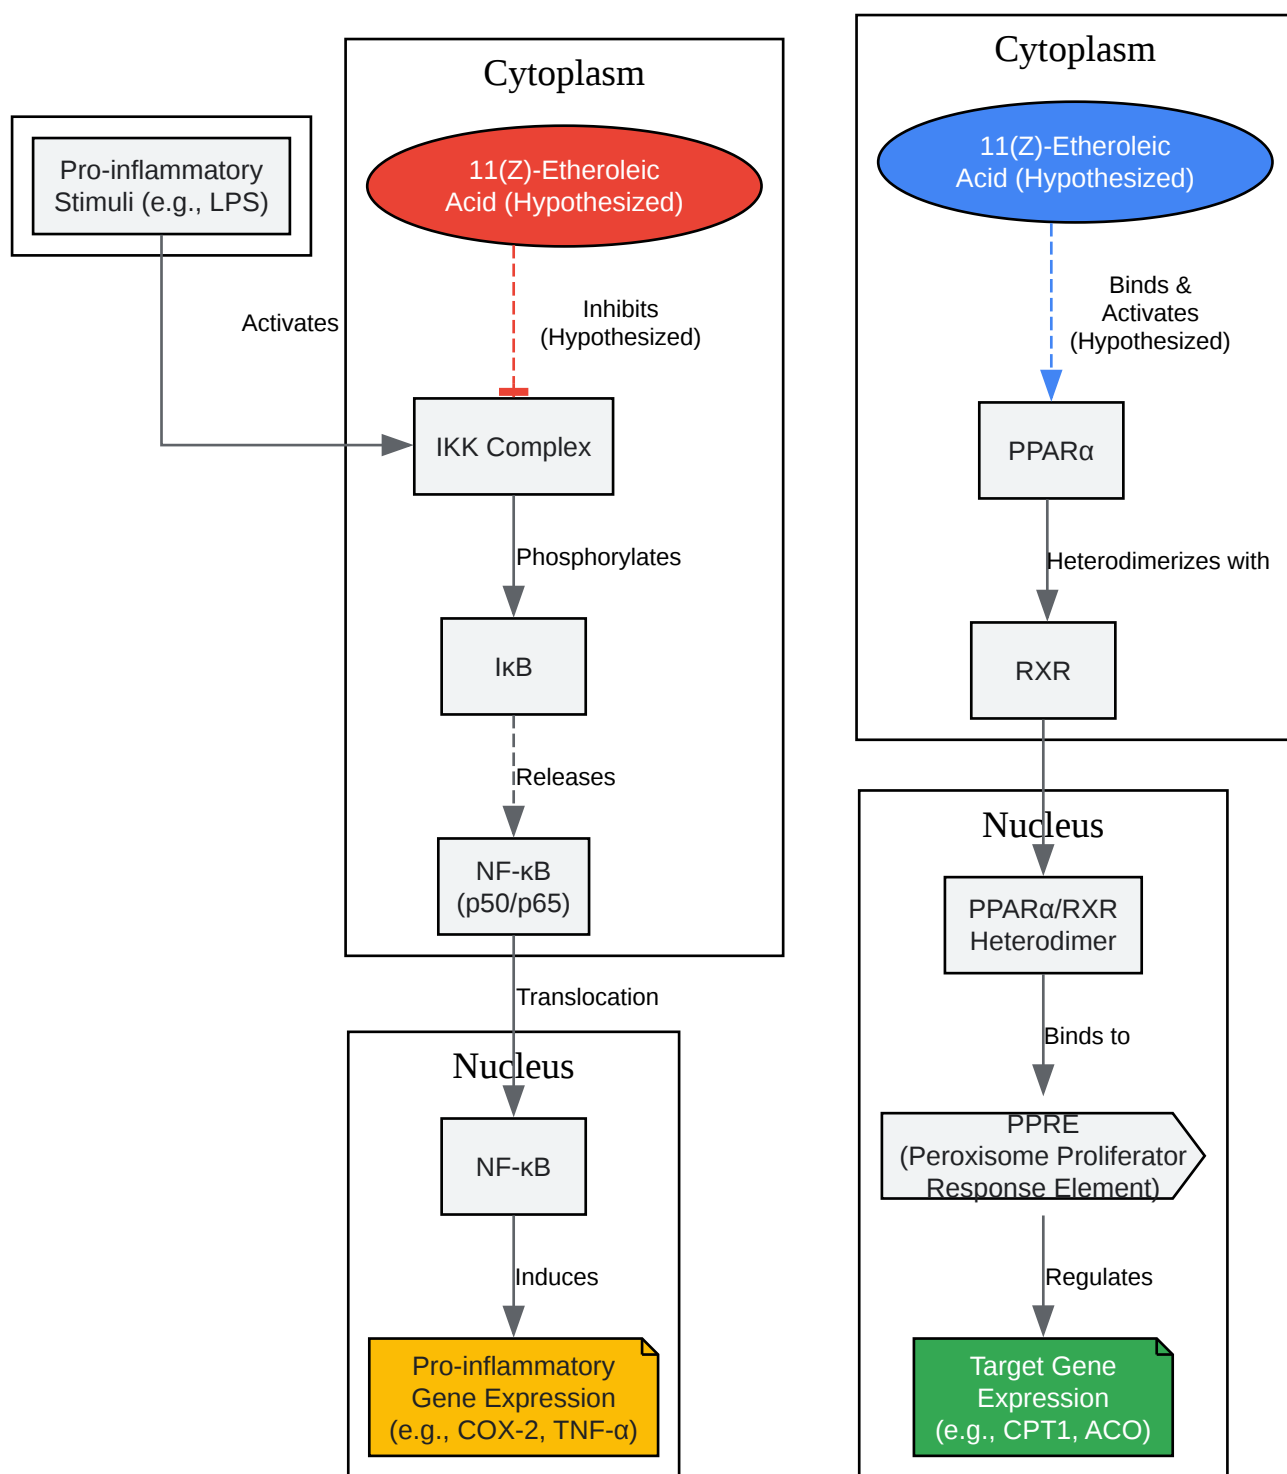 Cytoplasm
Pro-inflammatory
Stimuli (e.g., LPS)
11(Z)-Etheroleic
Acid (Hypothesized)
Activates
Inhibits
(Hypothesized)
IKK Complex
Phosphorylates
IκB
Releases
NF-κB
(p50/p65)
Translocation
Nucleus
NF-κB
Induces
Pro-inflammatory
Gene Expression
(e.g., COX-2, TNF-α)
Cytoplasm
11(Z)-Etheroleic
Acid (Hypothesized)
Binds &
Activates
(Hypothesized)
PPARα
Heterodimerizes with
RXR
Nucleus
PPARα/RXR
Heterodimer
Binds to
PPRE
(Peroxisome Proliferator
Response Element)
Regulates
Target Gene
Expression
(e.g., CPT1, ACO)